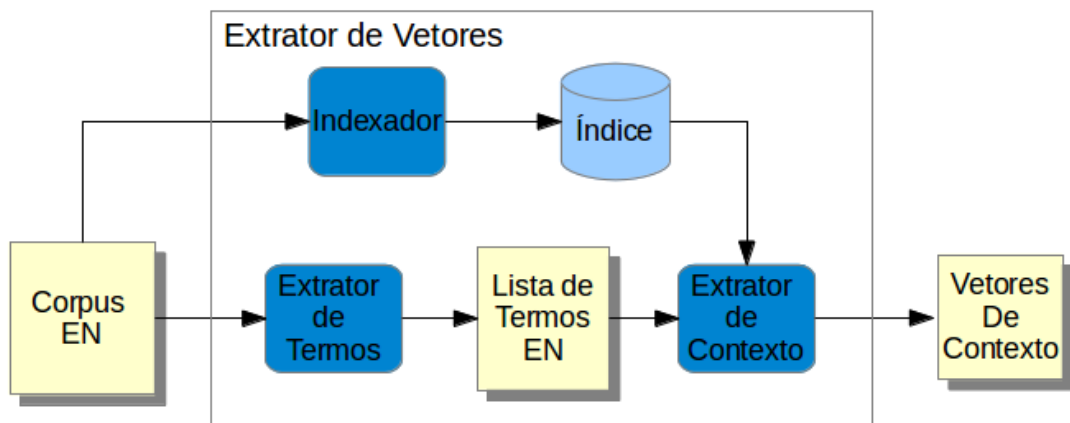 Extrator de Vetores
Indexador
Índice
Corpus
EN
Extrator
de
Termos
Lista de
Termos
EN
Extrator
de
Contexto
Vetores
De
Contexto